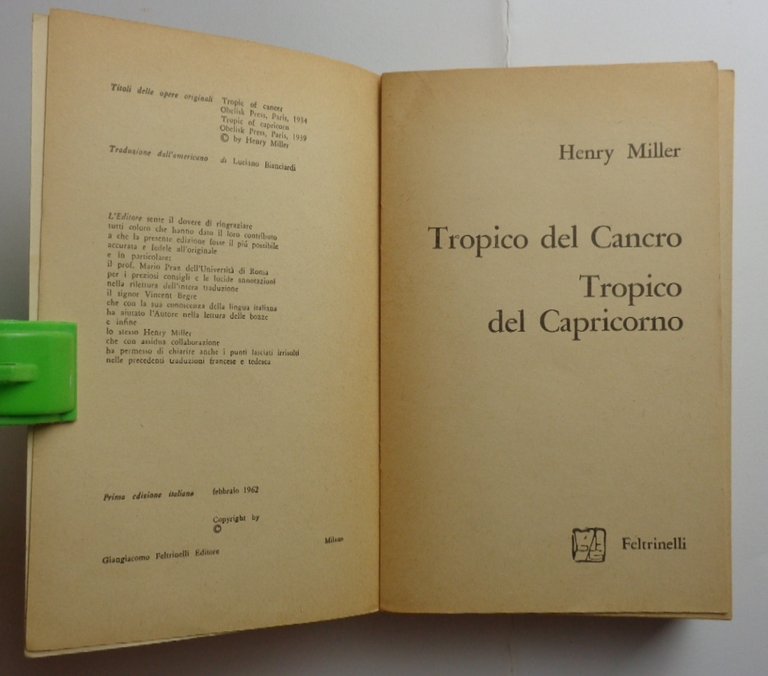 Titoli delle opere originali Tropic of cancer
Obelisk Press, Paris, 1934
Tropic of capricorn
Obelisk Press, Paris, 1939
© by Henry Miller
Traduzione dall'americano di Luciano Bianciardi
L'Editore sente il dovere di ringraziare
tutti coloro che hanno dato il loro contributo
a che la presente edizione fosse il più possibile
accurata e fedele all'originale
e in particolare:
il prof. Mario Praz dell'Università di Roma
per i preziosi consigli e le lucide annotazioni
nella rilettura dell'intera traduzione
il signor Vincent Begre
che con la sua conoscenza della lingua italiana
ha aiutato l'Autore nella lettura delle bozze
e infine
lo stesso Henry Miller
che con assidua collaborazione
ha permesso di chiarire anche i punti lasciati irrisolti
nelle precedenti traduzioni francese e tedesca
Prima edizione italiana febbraio 1962
Copyright by
©
Milano
Giangiacomo Feltrinelli Editore
Henry Miller
Tropico del Cancro
Tropico
del Capricorno
Feltrinelli